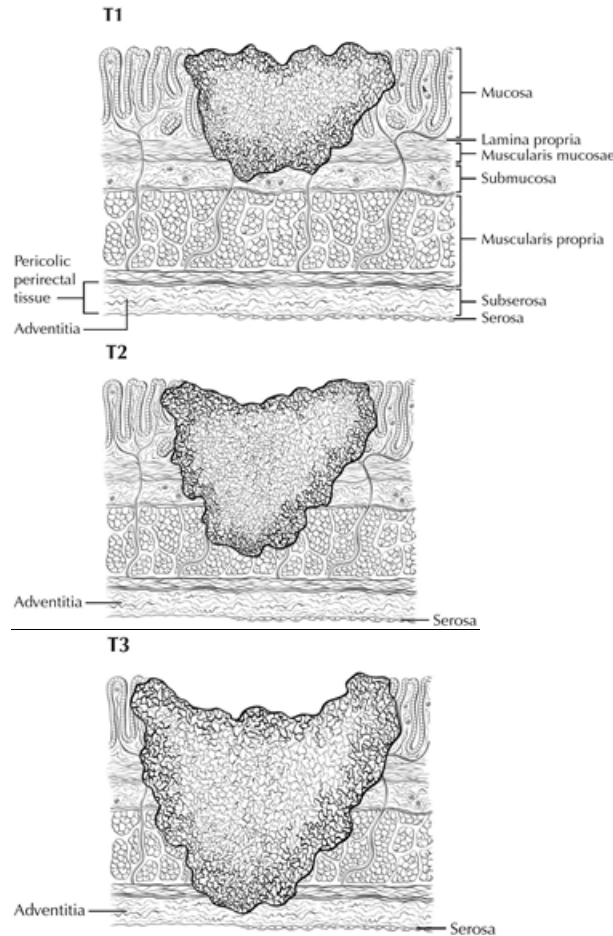 T1
Mucosa
Lamina propria
Muscularis mucosae
Submucosa
Muscularis propria
Pericolic
perirectal
tissue
Subserosa
Serosa
Adventitia
T2
Adventitia
Serosa
T3
Adventitia
Serosa